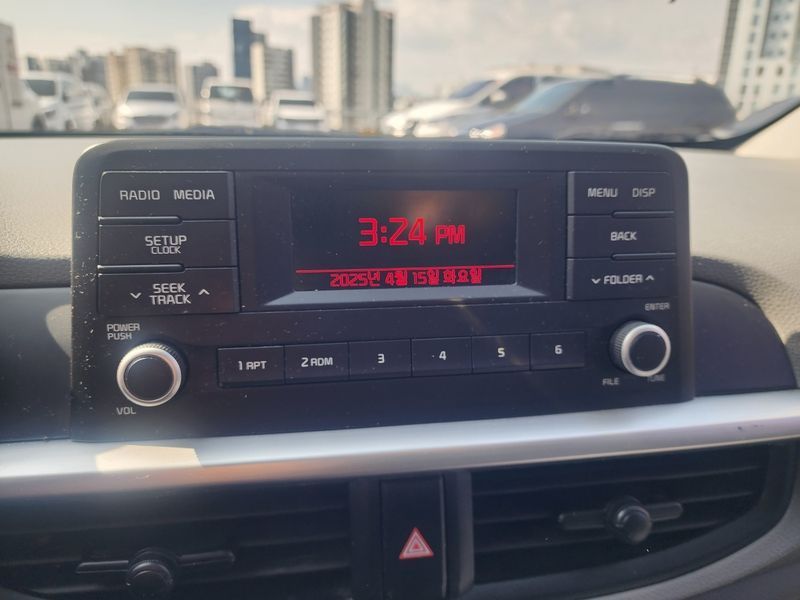 RADIO MEDIA
SETUP
CLOCK
SEEK
TRACK
POWER
PUSH
VOL
3:24 PM
2025년 4월 15일 화요일
1 RPT 2 RDM 3 4 5 6
MENU DISP
BACK
FOLDER
ENTER
FILE TUNE